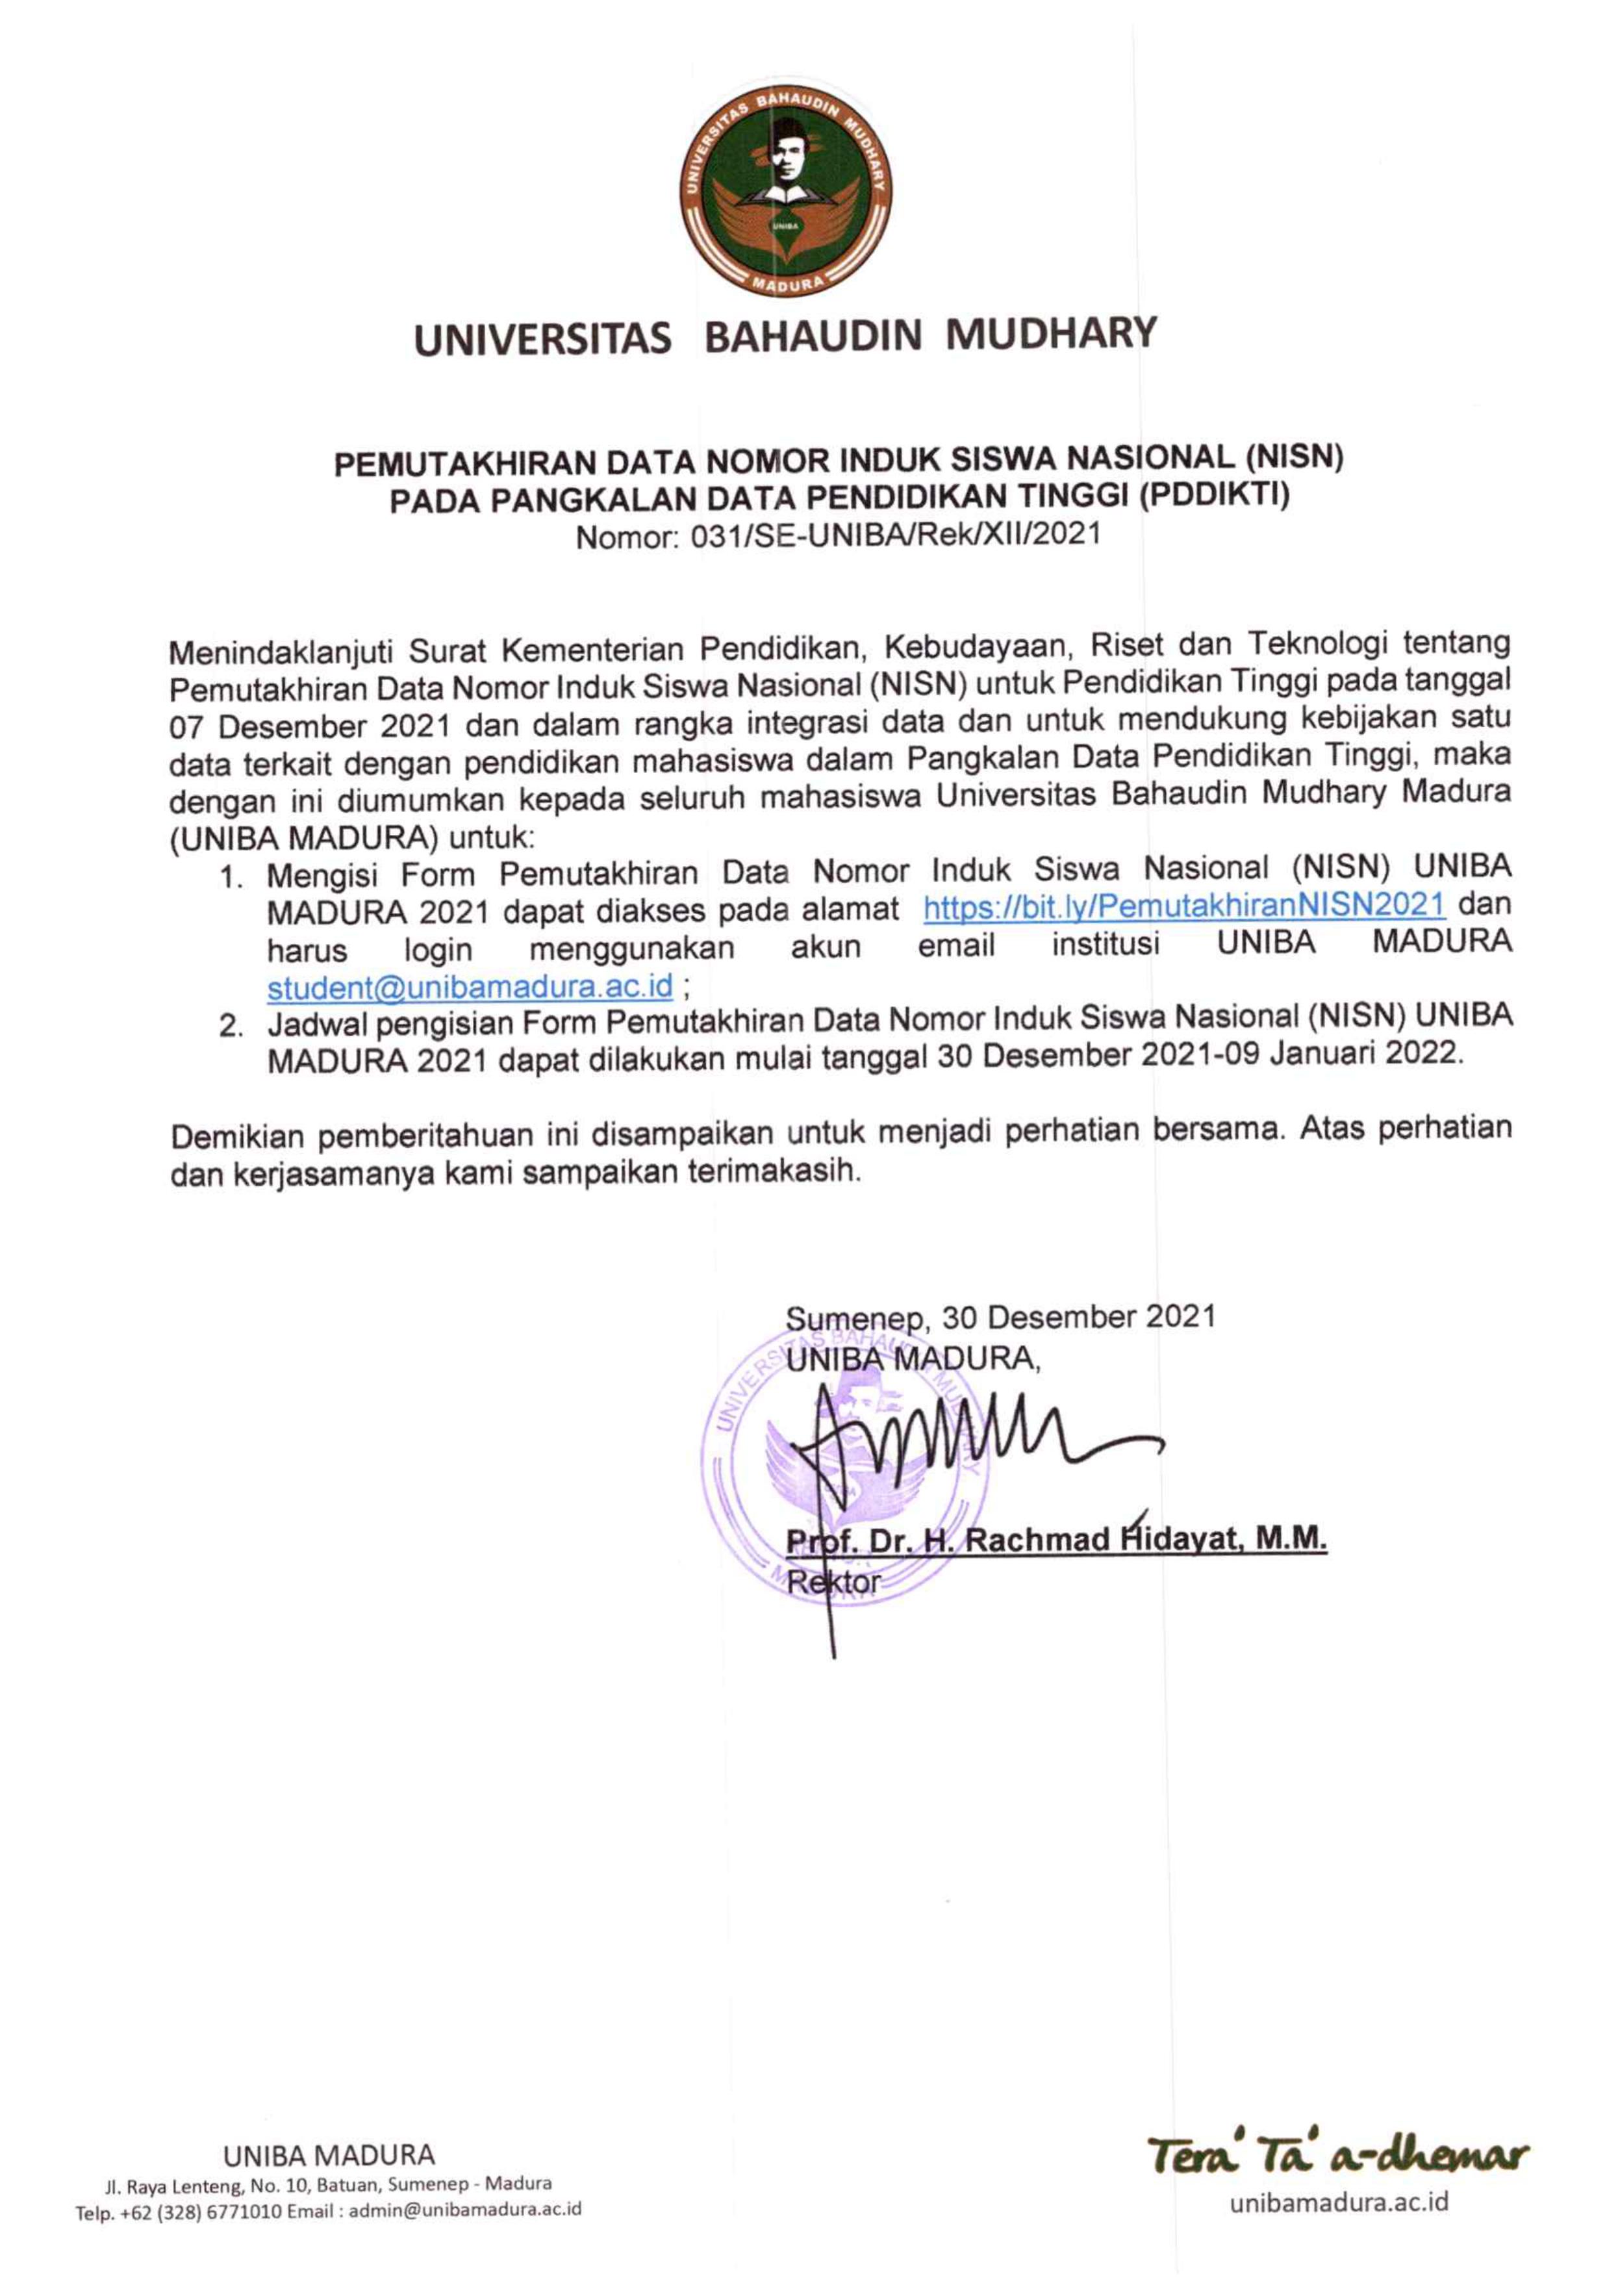 UNIVERSITAS BAHAUDIN MUDHARY
UNIBA
MADURA
UNIVERSITAS BAHAUDIN MUDHARY
PEMUTAKHIRAN DATA NOMOR INDUK SISWA NASIONAL (NISN)
PADA PANGKALAN DATA PENDIDIKAN TINGGI (PDDIKTI)
Nomor: 031/SE-UNIBA/Rek/XII/2021
Menindaklanjuti Surat Kementerian Pendidikan, Kebudayaan, Riset dan Teknologi tentang
Pemutakhiran Data Nomor Induk Siswa Nasional (NISN) untuk Pendidikan Tinggi pada tanggal
07 Desember 2021 dan dalam rangka integrasi data dan untuk mendukung kebijakan satu
data terkait dengan pendidikan mahasiswa dalam Pangkalan Data Pendidikan Tinggi, maka
dengan ini diumumkan kepada seluruh mahasiswa Universitas Bahaudin Mudhary Madura
(UNIBA MADURA) untuk:
1. Mengisi Form Pemutakhiran Data Nomor Induk Siswa Nasional (NISN) UNIBA
MADURA 2021 dapat diakses pada alamat https://bit.ly/PemutakhiranNISN2021 dan
harus login menggunakan akun email institusi UNIBA MADURA
student@unibamadura.ac.id ;
2. Jadwal pengisian Form Pemutakhiran Data Nomor Induk Siswa Nasional (NISN) UNIBA
MADURA 2021 dapat dilakukan mulai tanggal 30 Desember 2021-09 Januari 2022.
Demikian pemberitahuan ini disampaikan untuk menjadi perhatian bersama. Atas perhatian
dan kerjasamanya kami sampaikan terimakasih.
Sumenep, 30 Desember 2021
UNIBA MADURA,
UNIVERSITAS BAHAUDIN MUDHARY
MADURA
Prof. Dr. H. Rachmad Hidayat, M.M.
Rektor
UNIBA MADURA
Jl. Raya Lenteng, No. 10, Batuan, Sumenep - Madura
Telp. +62 (328) 6771010 Email : admin@unibamadura.ac.id
Tera' Ta' a-dhemar
unibamadura.ac.id